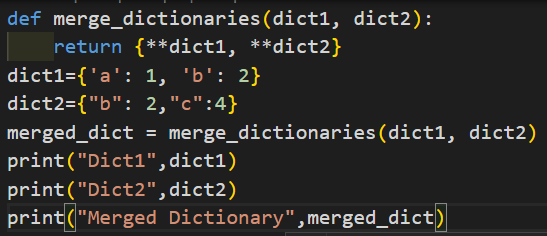 def merge_dictionaries(dict1, dict2):
    return {**dict1, **dict2}
dict1={'a': 1, 'b': 2}
dict2={"b": 2,"c":4}
merged_dict = merge_dictionaries(dict1, dict2)
print("Dict1",dict1)
print("Dict2",dict2)
print("Merged Dictionary",merged_dict)